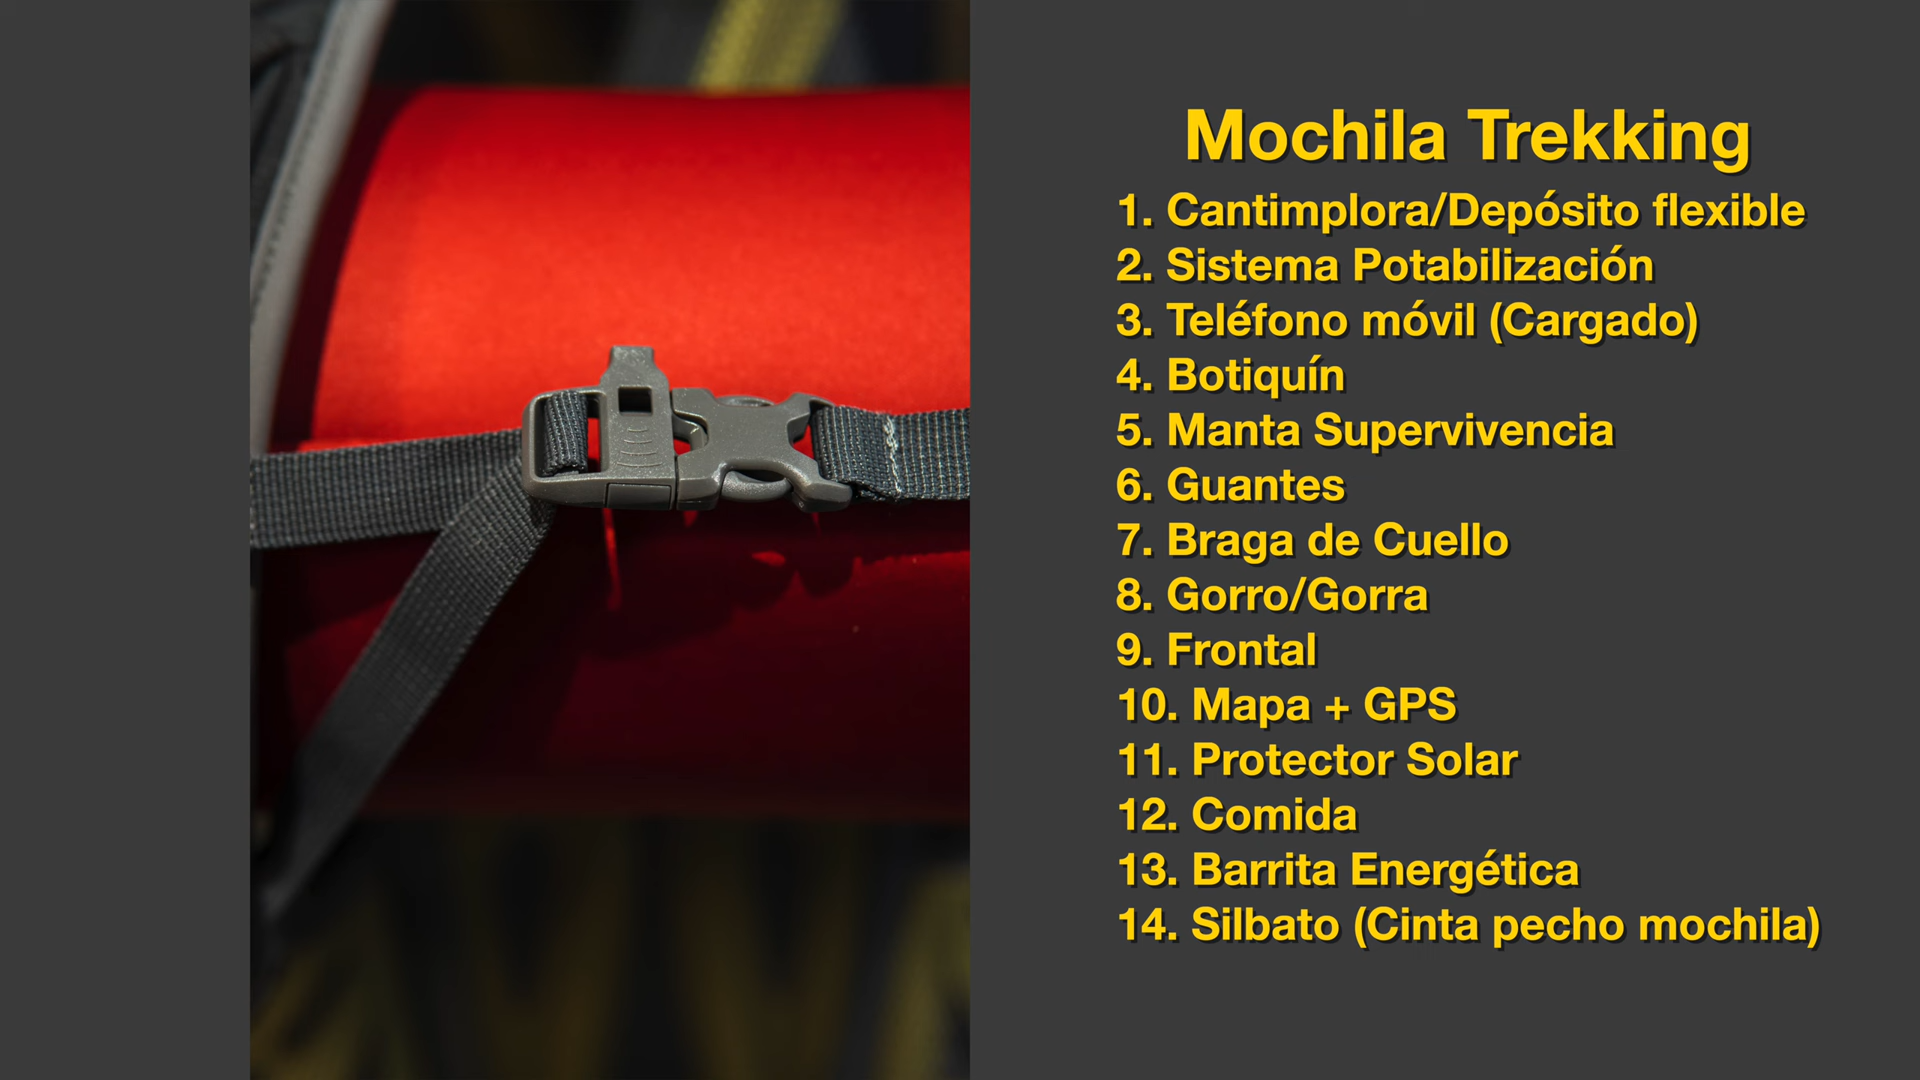 Mochila Trekking
1. Cantimplora/Depósito flexible
2. Sistema Potabilización
3. Teléfono móvil (Cargado)
4. Botiquín
5. Manta Supervivencia
6. Guantes
7. Braga de Cuello
8. Gorro/Gorra
9. Frontal
10. Mapa + GPS
11. Protector Solar
12. Comida
13. Barrita Energética
14. Silbato (Cinta pecho mochila)